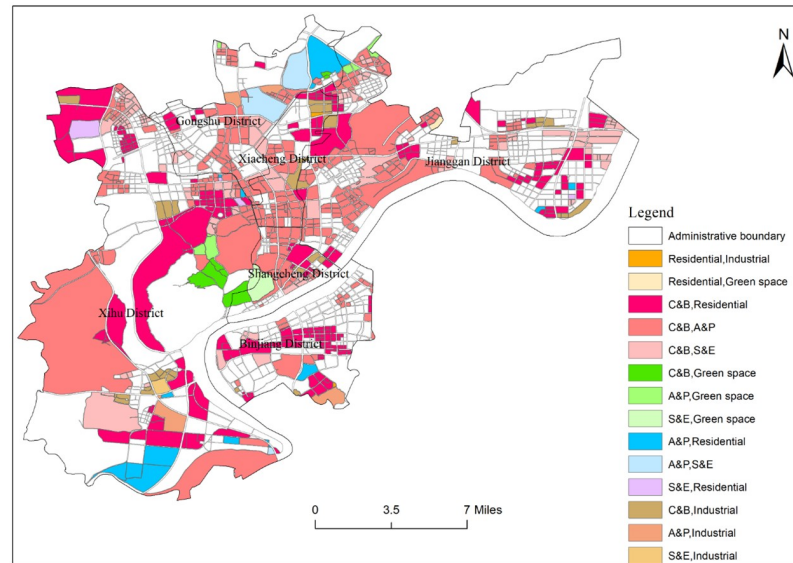 N
Gongshu District
Xiacheng District
Jianggan District
Shangcheng District
Xihu District
Binjiang District
Legend
Administrative boundary
Residential,Industrial
Residential,Green space
C&B,Residential
C&B,A&P
C&B,S&E
C&B,Green space
A&P,Green space
S&E,Green space
A&P,Residential
A&P,S&E
S&E,Residential
C&B,Industrial
A&P,Industrial
S&E,Industrial
0 3.5 7 Miles